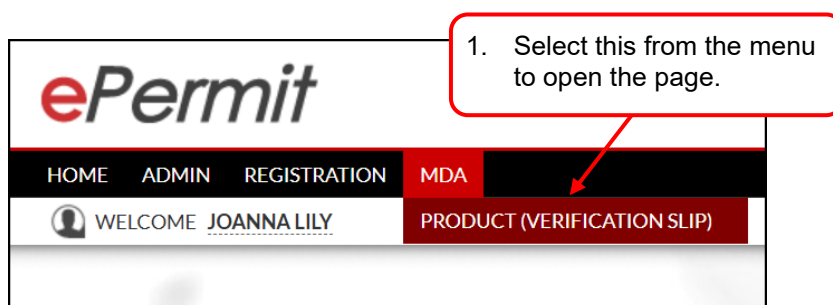 1. Select this from the menu
to open the page.
ePermit
HOME ADMIN REGISTRATION MDA
WELCOME JOANNA LILY PRODUCT (VERIFICATION SLIP)